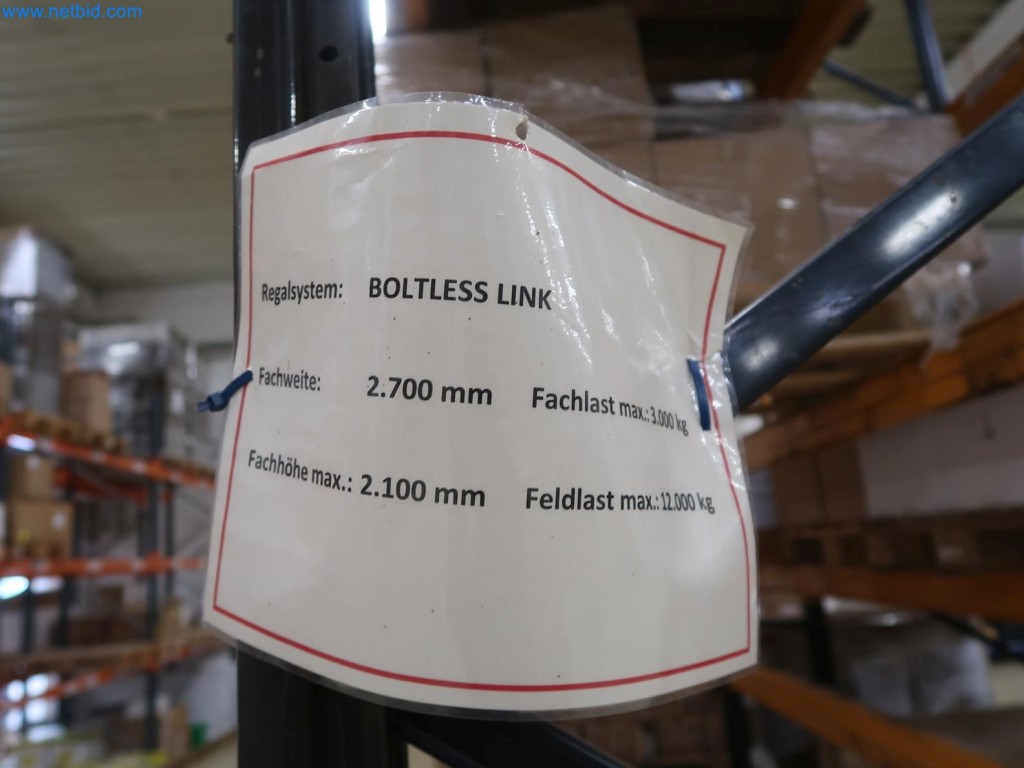 www.netbid.com
Regalsystem: BOLTLESS LINK
Fachweite: 2.700 mm Fachlast max.: 3.000 kg
Fachhöhe max.: 2.100 mm Feldlast max.: 12.000 kg